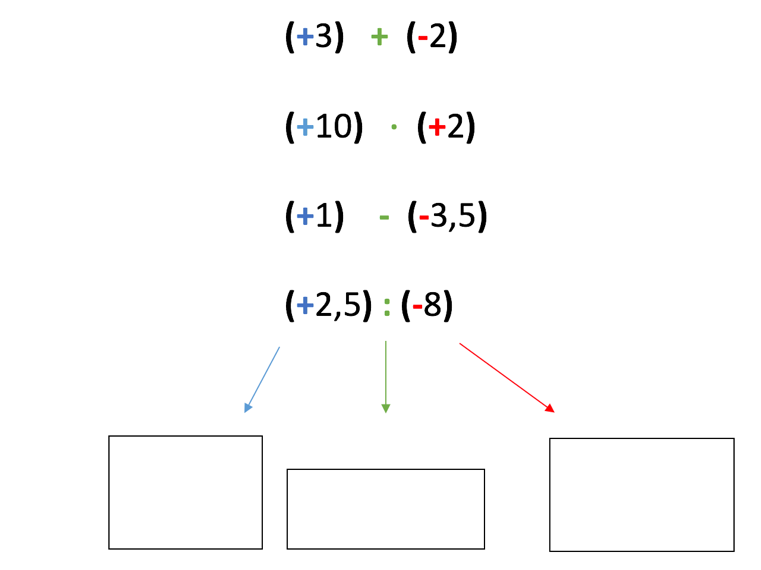 (+3) + (-2)
(+10) · (+2)
(+1) - (-3,5)
(+2,5) : (-8)